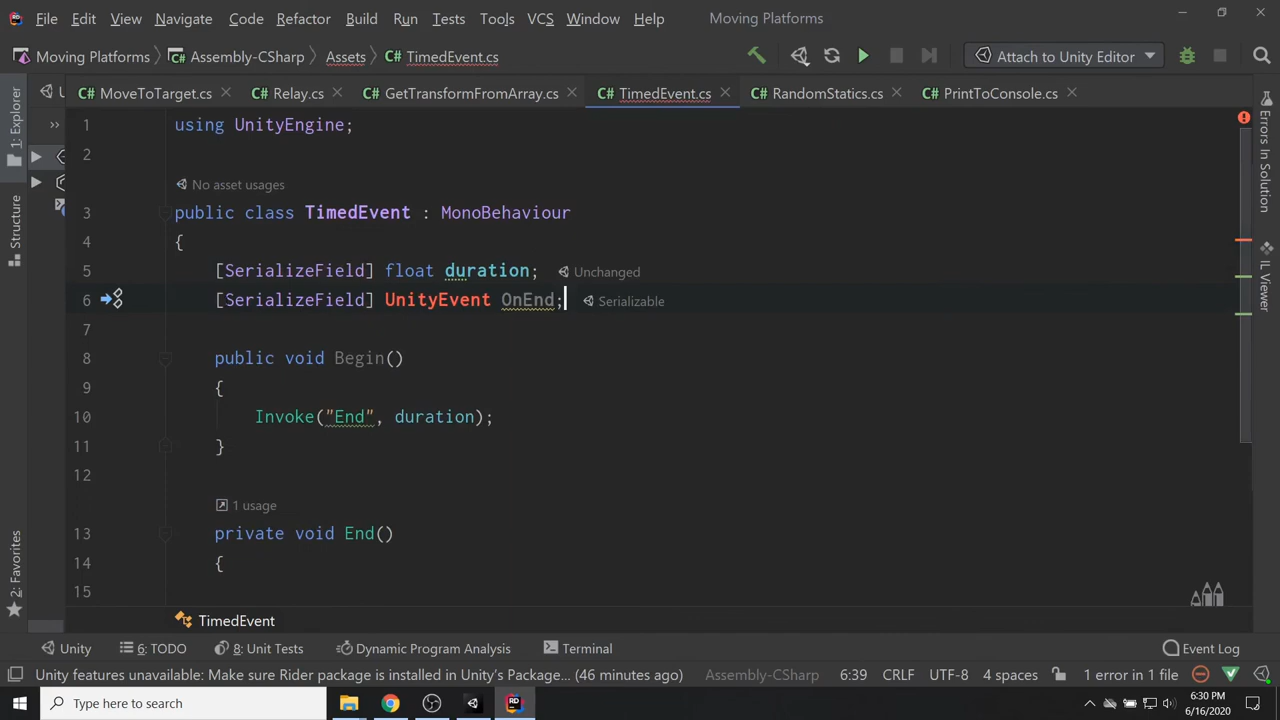 File Edit View Navigate Code Refactor Build Run Tests Tools VCS Window Help Moving Platforms
Moving Platforms Assembly-CSharp Assets C# TimedEvent.cs Attach to Unity Editor
C# MoveToTarget.cs C# Relay.cs C# GetTransformFromArray.cs C# TimedEvent.cs C# RandomStatics.cs C# PrintToConsole.cs
1 using UnityEngine;
2
No asset usages
3 public class TimedEvent : MonoBehaviour
4 {
5 [SerializeField] float duration; Unchanged
6 [SerializeField] UnityEvent OnEnd; Serializable
7
8 public void Begin()
9 {
10 Invoke("End", duration);
11 }
12
1 usage
13 private void End()
14 {
15
1: Explorer
Structure
2: Favorites
Errors In Solution
IL Viewer
TimedEvent
Unity 6: TODO 8: Unit Tests Dynamic Program Analysis Terminal Event Log
Unity features unavailable: Make sure Rider package is installed in Unity's Package... (46 minutes ago) Assembly-CSharp 6:39 CRLF UTF-8 4 spaces 1 error in 1 file
Type here to search
6:30 PM
6/16/2020